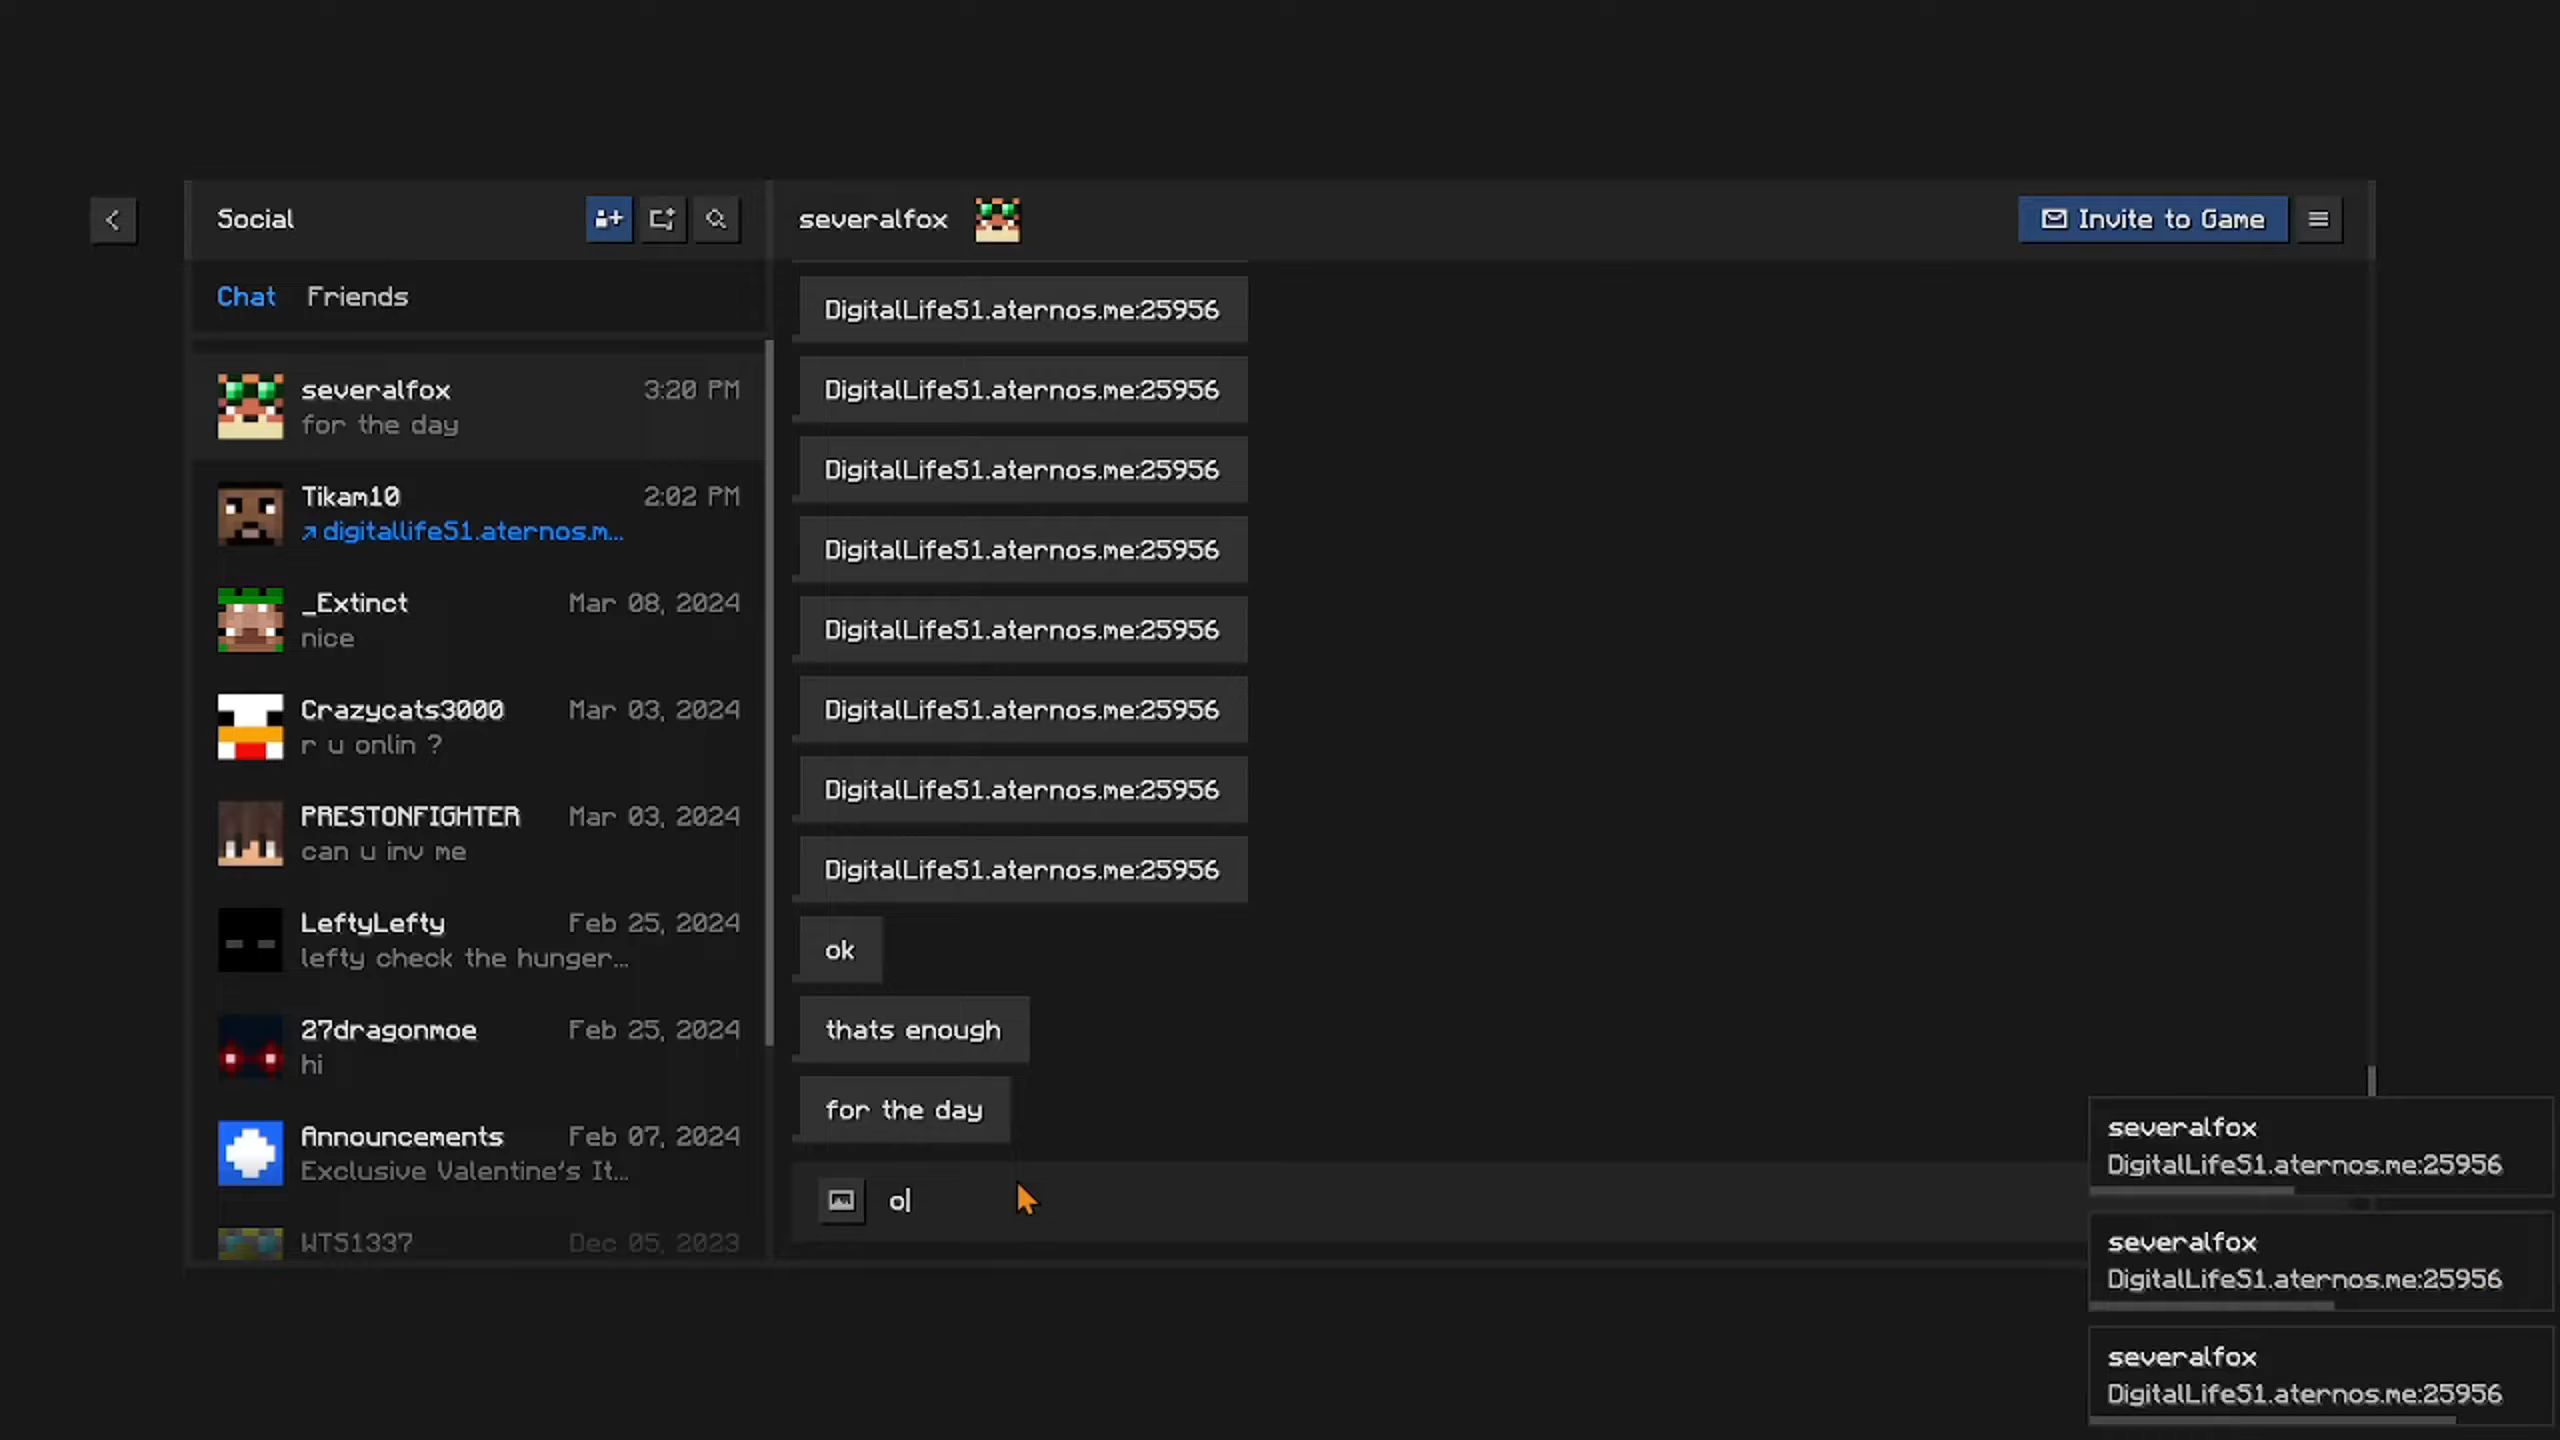 Social
severalfox
Invite to Game
Chat Friends
severalfox 3:20 PM
for the day
Tikam10 2:02 PM
digitallife51.aternos.m...
_Extinct Mar 08, 2024
nice
Crazycats3000 Mar 03, 2024
r u onlin ?
PRESTONFIGHTER Mar 03, 2024
can u inv me
LeftyLefty Feb 25, 2024
lefty check the hunger...
27dragonmoe Feb 25, 2024
hi
Announcements Feb 07, 2024
Exclusive Valentine's It...
WTS1337 Dec 05, 2023
DigitalLife51.aternos.me:25956
DigitalLife51.aternos.me:25956
DigitalLife51.aternos.me:25956
DigitalLife51.aternos.me:25956
DigitalLife51.aternos.me:25956
DigitalLife51.aternos.me:25956
DigitalLife51.aternos.me:25956
DigitalLife51.aternos.me:25956
ok
thats enough
for the day
o
severalfox
DigitalLife51.aternos.me:25956
severalfox
DigitalLife51.aternos.me:25956
severalfox
DigitalLife51.aternos.me:25956